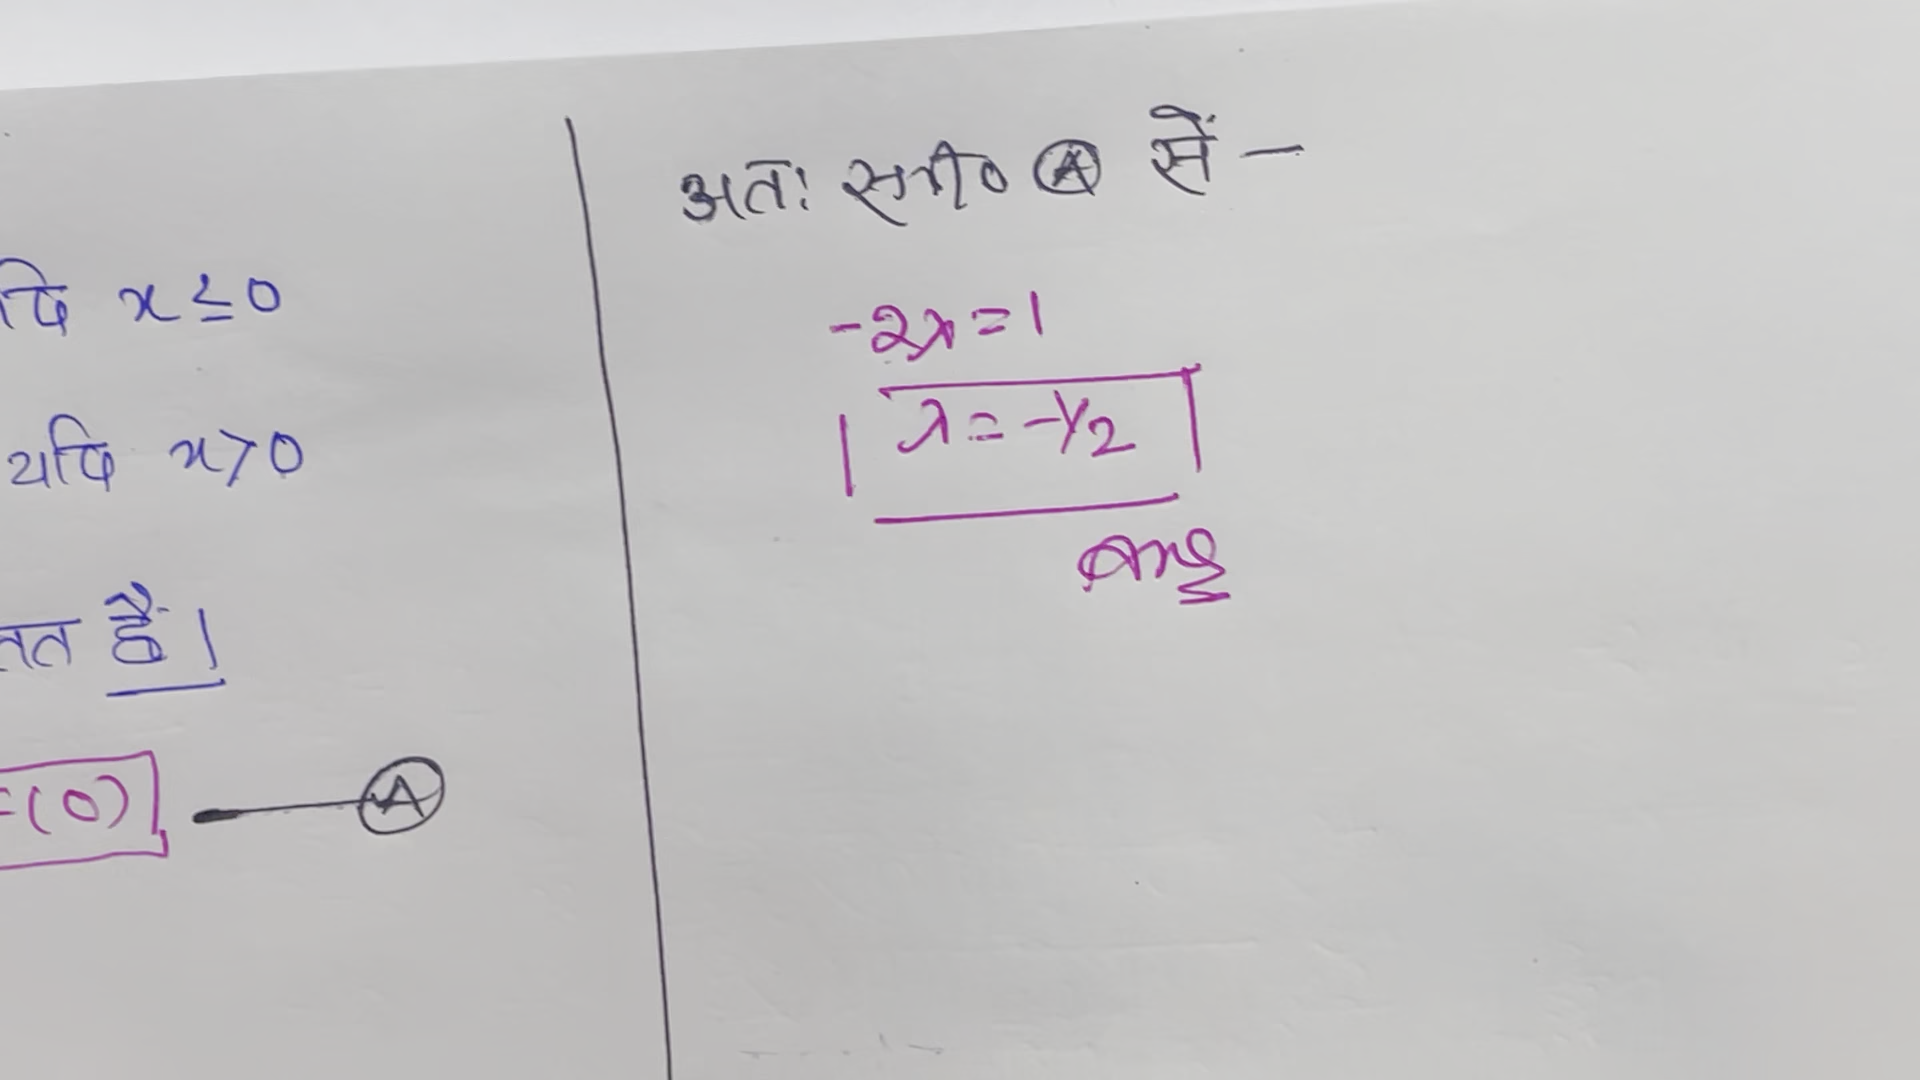 यदि x ≤ 0
यदि x > 0
तत हैं।
=(0) — Ⓐ
अतः समी० Ⓐ सें –
-2λ = 1
λ = -1/2
Ans